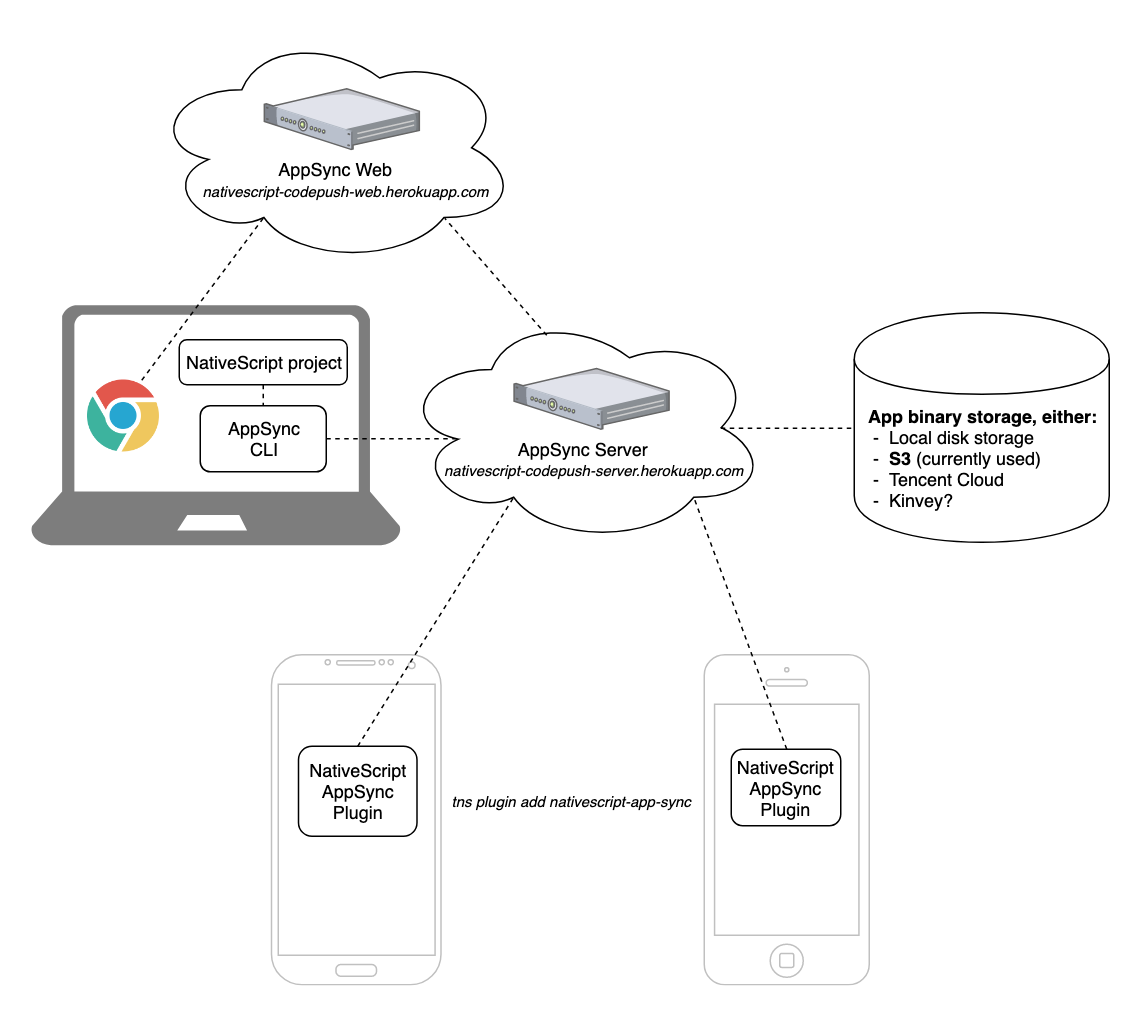 AppSync Web
nativescript-codepush-web.herokuapp.com
NativeScript project
AppSync
CLI
AppSync Server
nativescript-codepush-server.herokuapp.com
App binary storage, either:
- Local disk storage
- S3 (currently used)
- Tencent Cloud
- Kinvey?
NativeScript
AppSync
Plugin
tns plugin add nativescript-app-sync
NativeScript
AppSync
Plugin